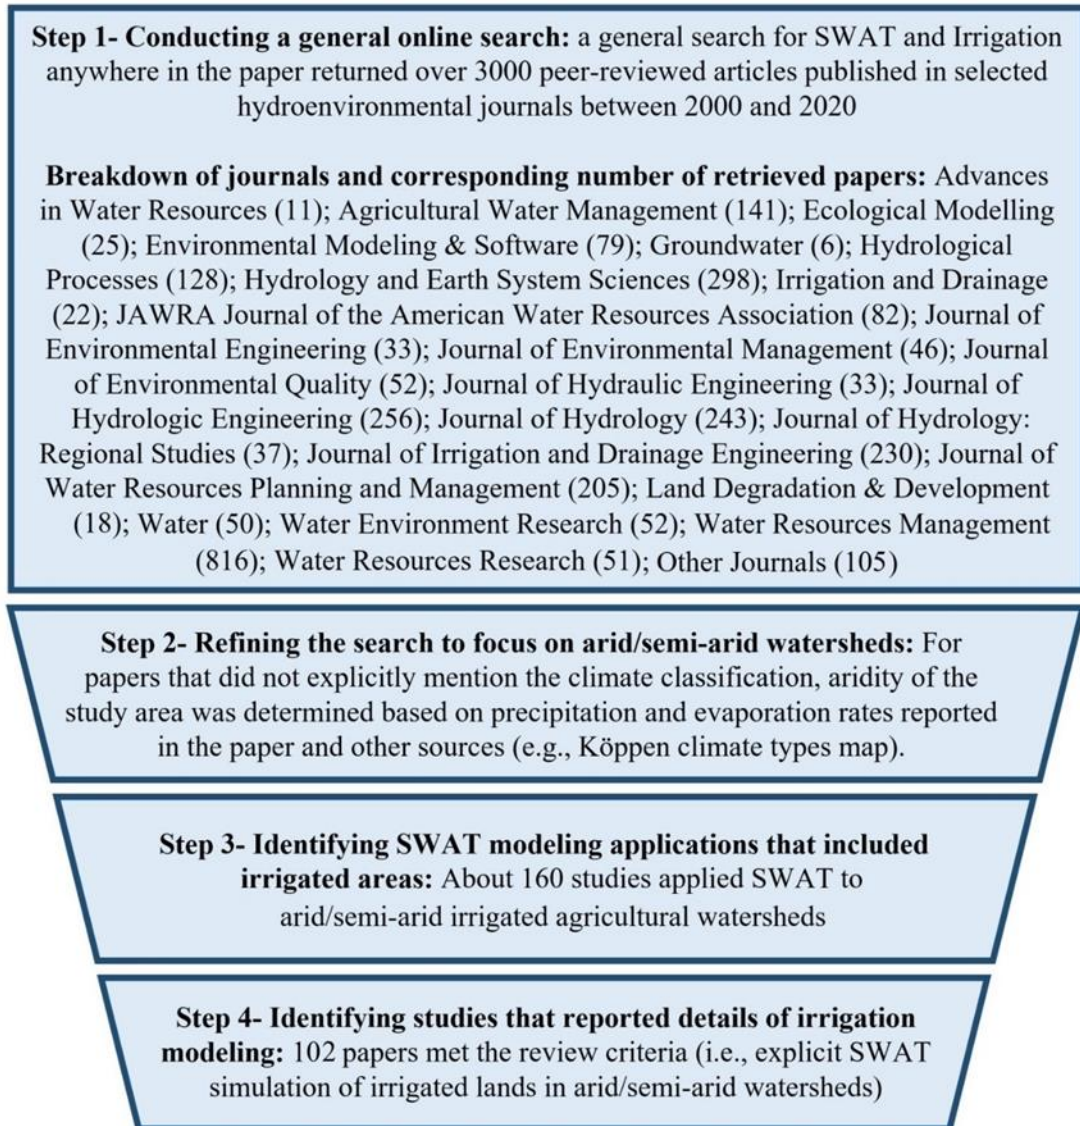 Step 1- Conducting a general online search: a general search for SWAT and Irrigation
anywhere in the paper returned over 3000 peer-reviewed articles published in selected
hydroenvironmental journals between 2000 and 2020
Breakdown of journals and corresponding number of retrieved papers: Advances
in Water Resources (11); Agricultural Water Management (141); Ecological Modelling
(25); Environmental Modeling & Software (79); Groundwater (6); Hydrological
Processes (128); Hydrology and Earth System Sciences (298); Irrigation and Drainage
(22); JAWRA Journal of the American Water Resources Association (82); Journal of
Environmental Engineering (33); Journal of Environmental Management (46); Journal
of Environmental Quality (52); Journal of Hydraulic Engineering (33); Journal of
Hydrologic Engineering (256); Journal of Hydrology (243); Journal of Hydrology:
Regional Studies (37); Journal of Irrigation and Drainage Engineering (230); Journal of
Water Resources Planning and Management (205); Land Degradation & Development
(18); Water (50); Water Environment Research (52); Water Resources Management
(816); Water Resources Research (51); Other Journals (105)
Step 2- Refining the search to focus on arid/semi-arid watersheds: For
papers that did not explicitly mention the climate classification, aridity of the
study area was determined based on precipitation and evaporation rates reported
in the paper and other sources (e.g., Köppen climate types map).
Step 3- Identifying SWAT modeling applications that included
irrigated areas: About 160 studies applied SWAT to
arid/semi-arid irrigated agricultural watersheds
Step 4- Identifying studies that reported details of irrigation
modeling: 102 papers met the review criteria (i.e., explicit SWAT
simulation of irrigated lands in arid/semi-arid watersheds)